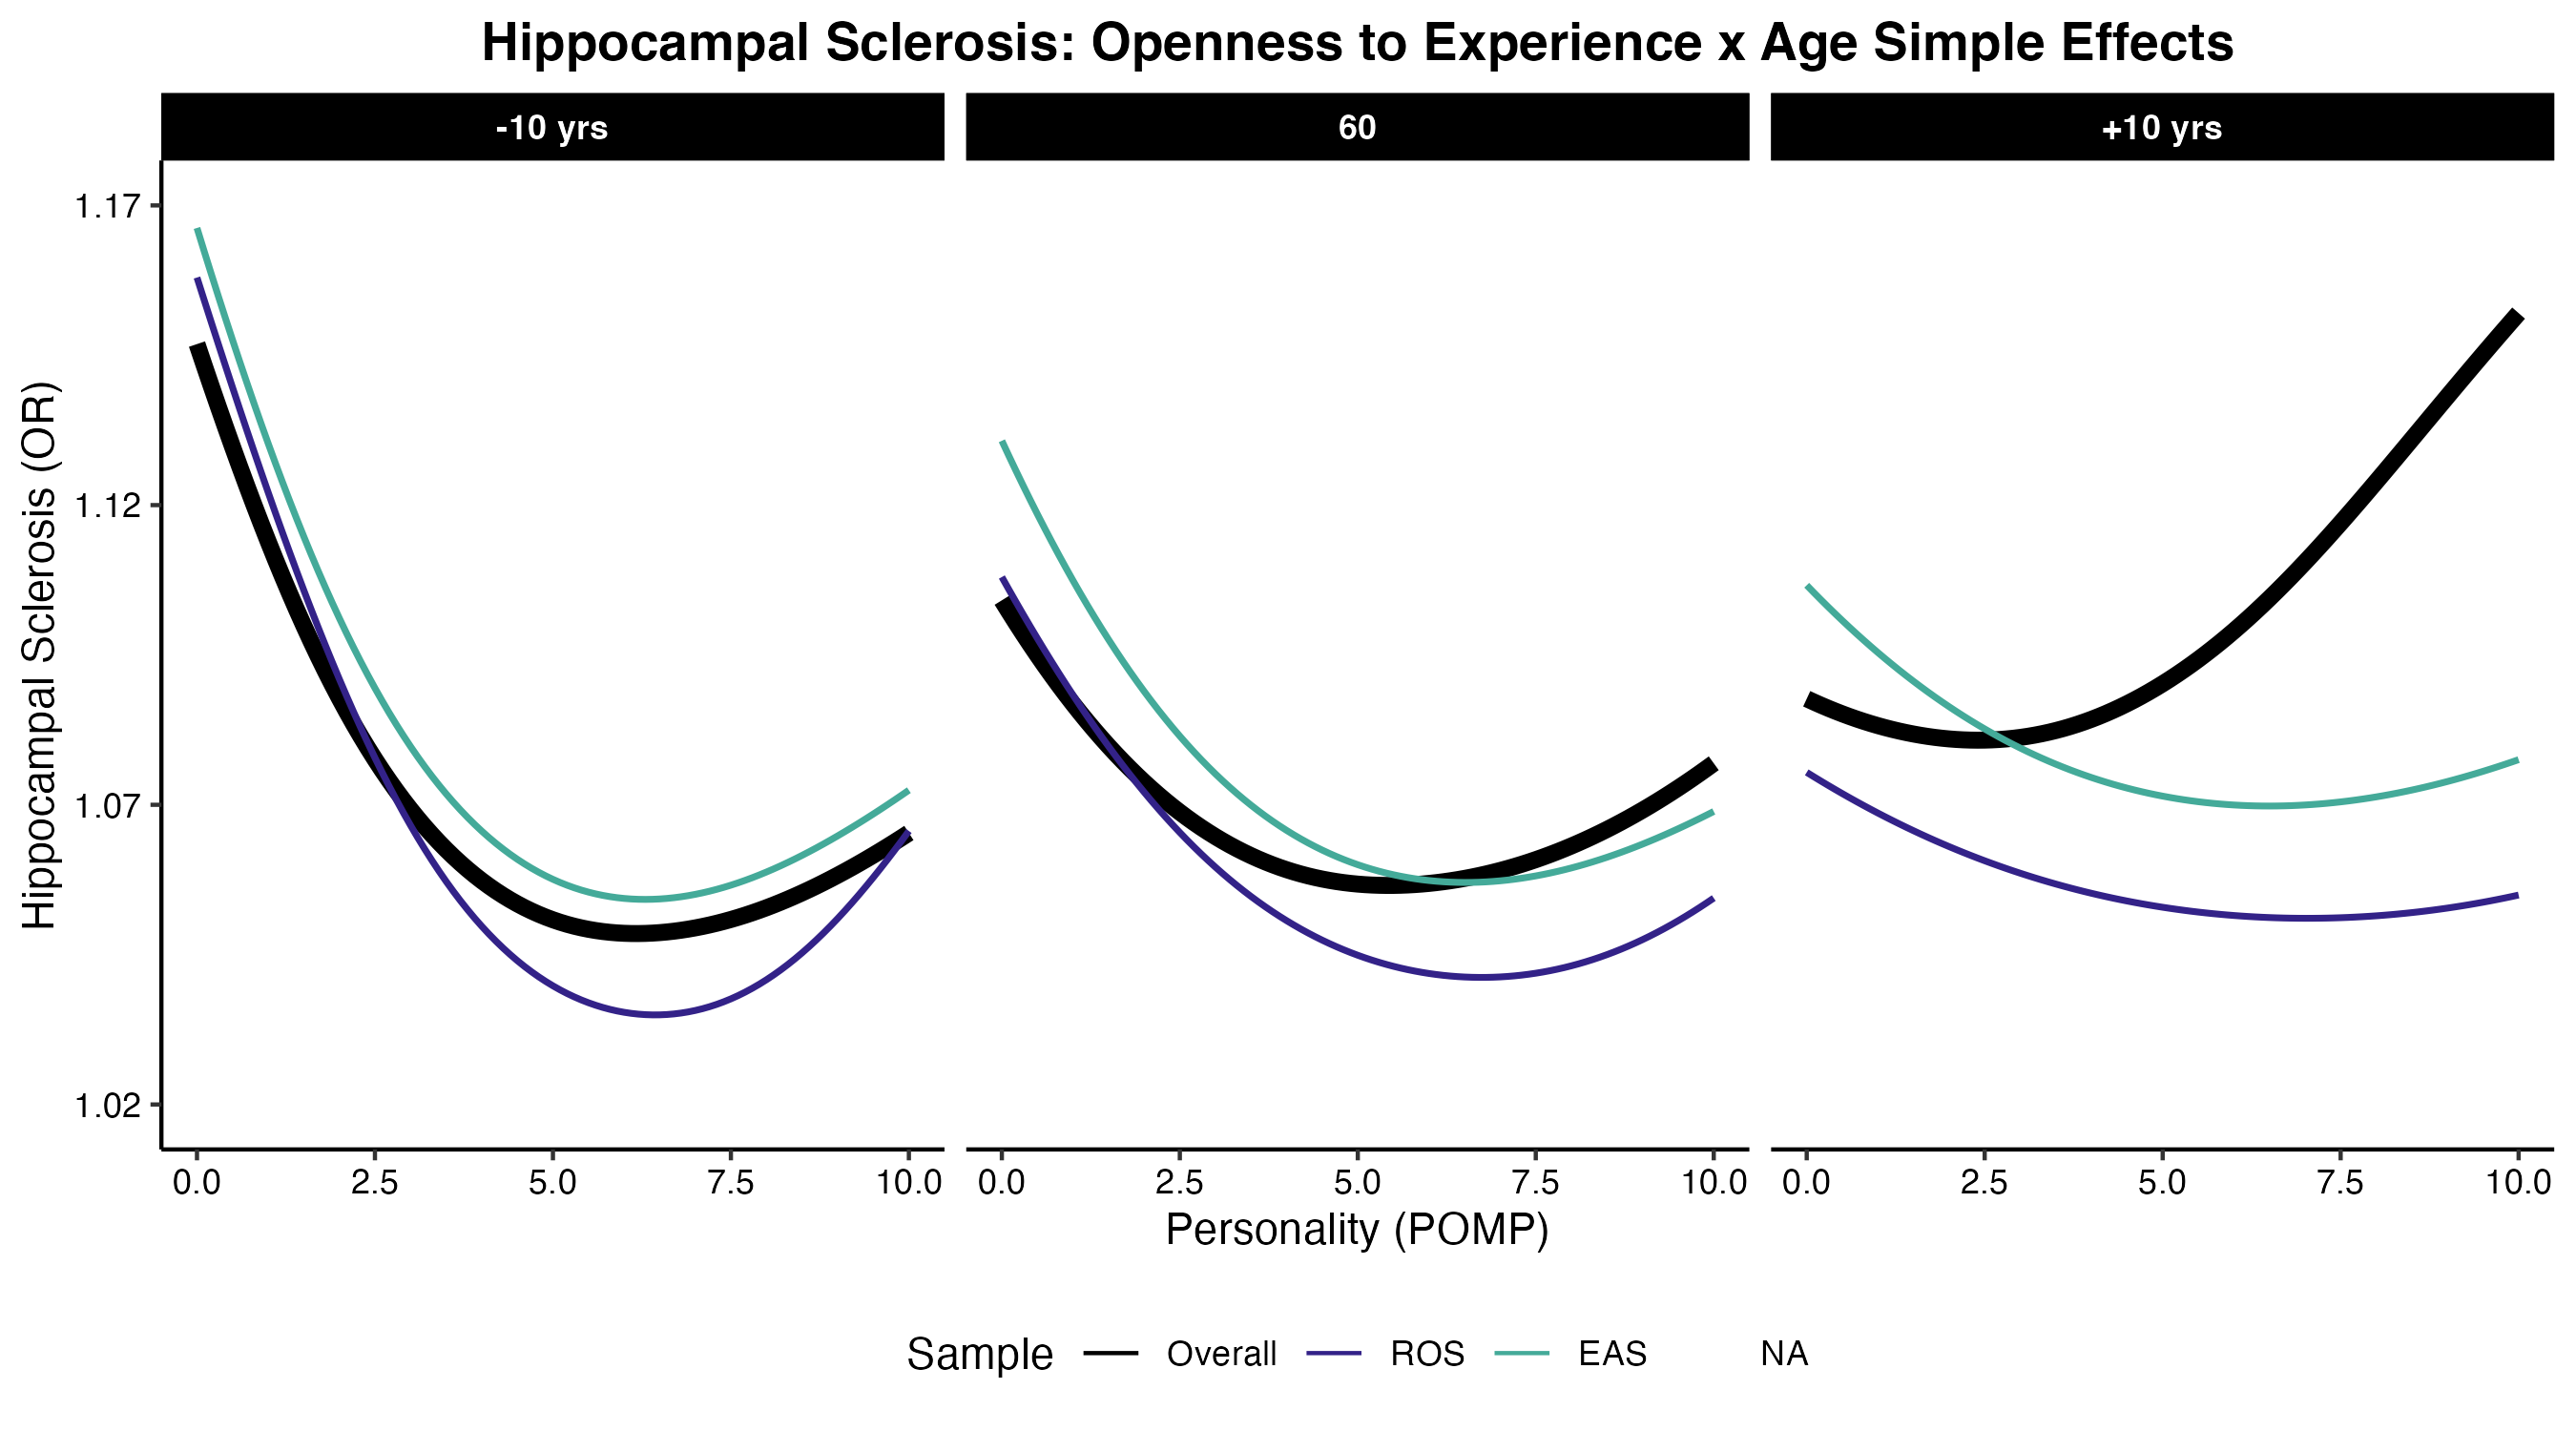 Hippocampal Sclerosis: Openness to Experience x Age Simple Effects
-10 yrs 60 +10 yrs
Hippocampal Sclerosis (OR)
1.17
1.12
1.07
1.02
0.0 2.5 5.0 7.5 10.0 0.0 2.5 5.0 7.5 10.0 0.0 2.5 5.0 7.5 10.0
Personality (POMP)
Sample Overall ROS EAS NA